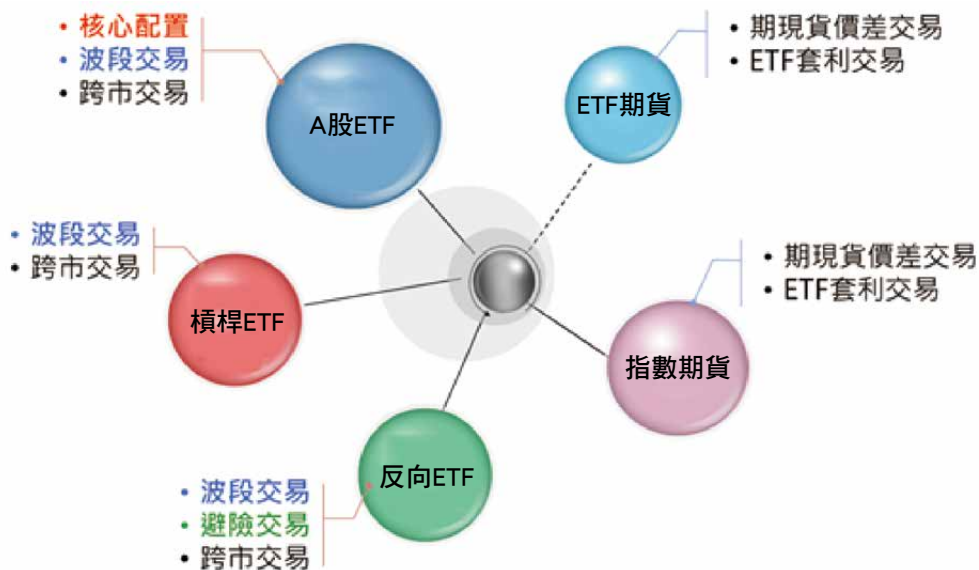 • 核心配置
• 波段交易
• 跨市交易
A股ETF
• 期現貨價差交易
• ETF套利交易
ETF期貨
• 波段交易
• 跨市交易
槓桿ETF
• 期現貨價差交易
• ETF套利交易
指數期貨
反向ETF
• 波段交易
• 避險交易
• 跨市交易